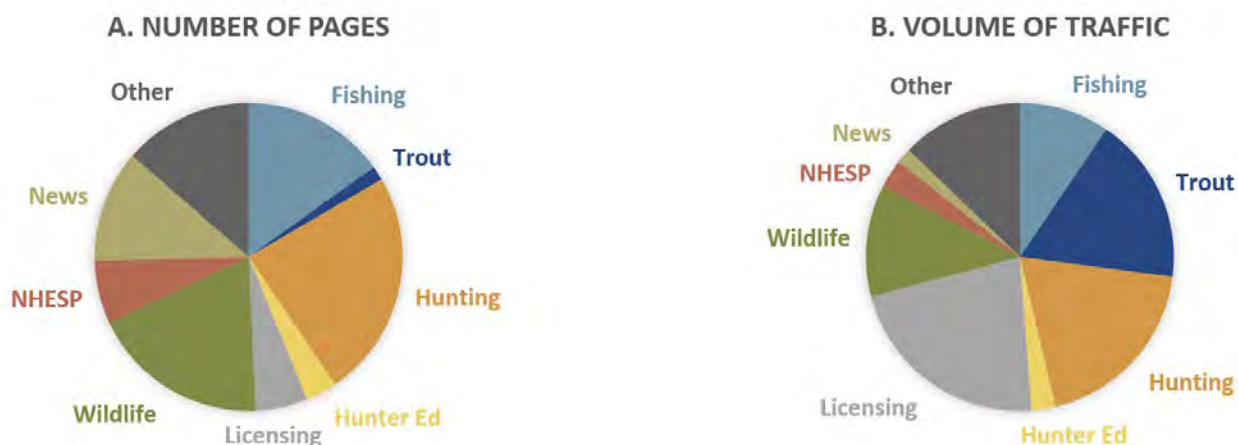 A. NUMBER OF PAGES
Other
Fishing
Trout
News
Hunting
NHESP
Wildlife
Hunter Ed
Licensing
B. VOLUME OF TRAFFIC
Other
Fishing
News
NHESP
Trout
Wildlife
Hunting
Licensing
Hunter Ed